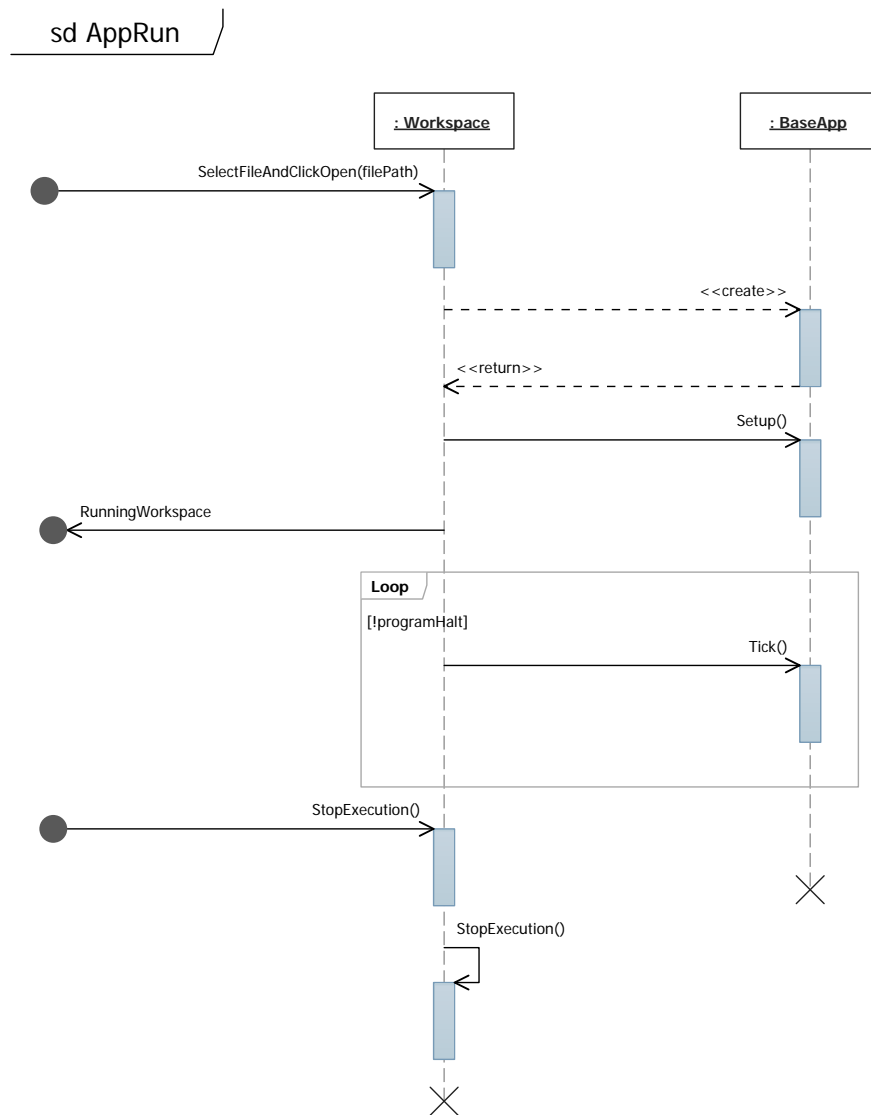 sd AppRun
: Workspace
: BaseApp
SelectFileAndClickOpen(filePath)
<<create>>
<<return>>
Setup()
RunningWorkspace
Loop
[!programHalt]
Tick()
StopExecution()
StopExecution()